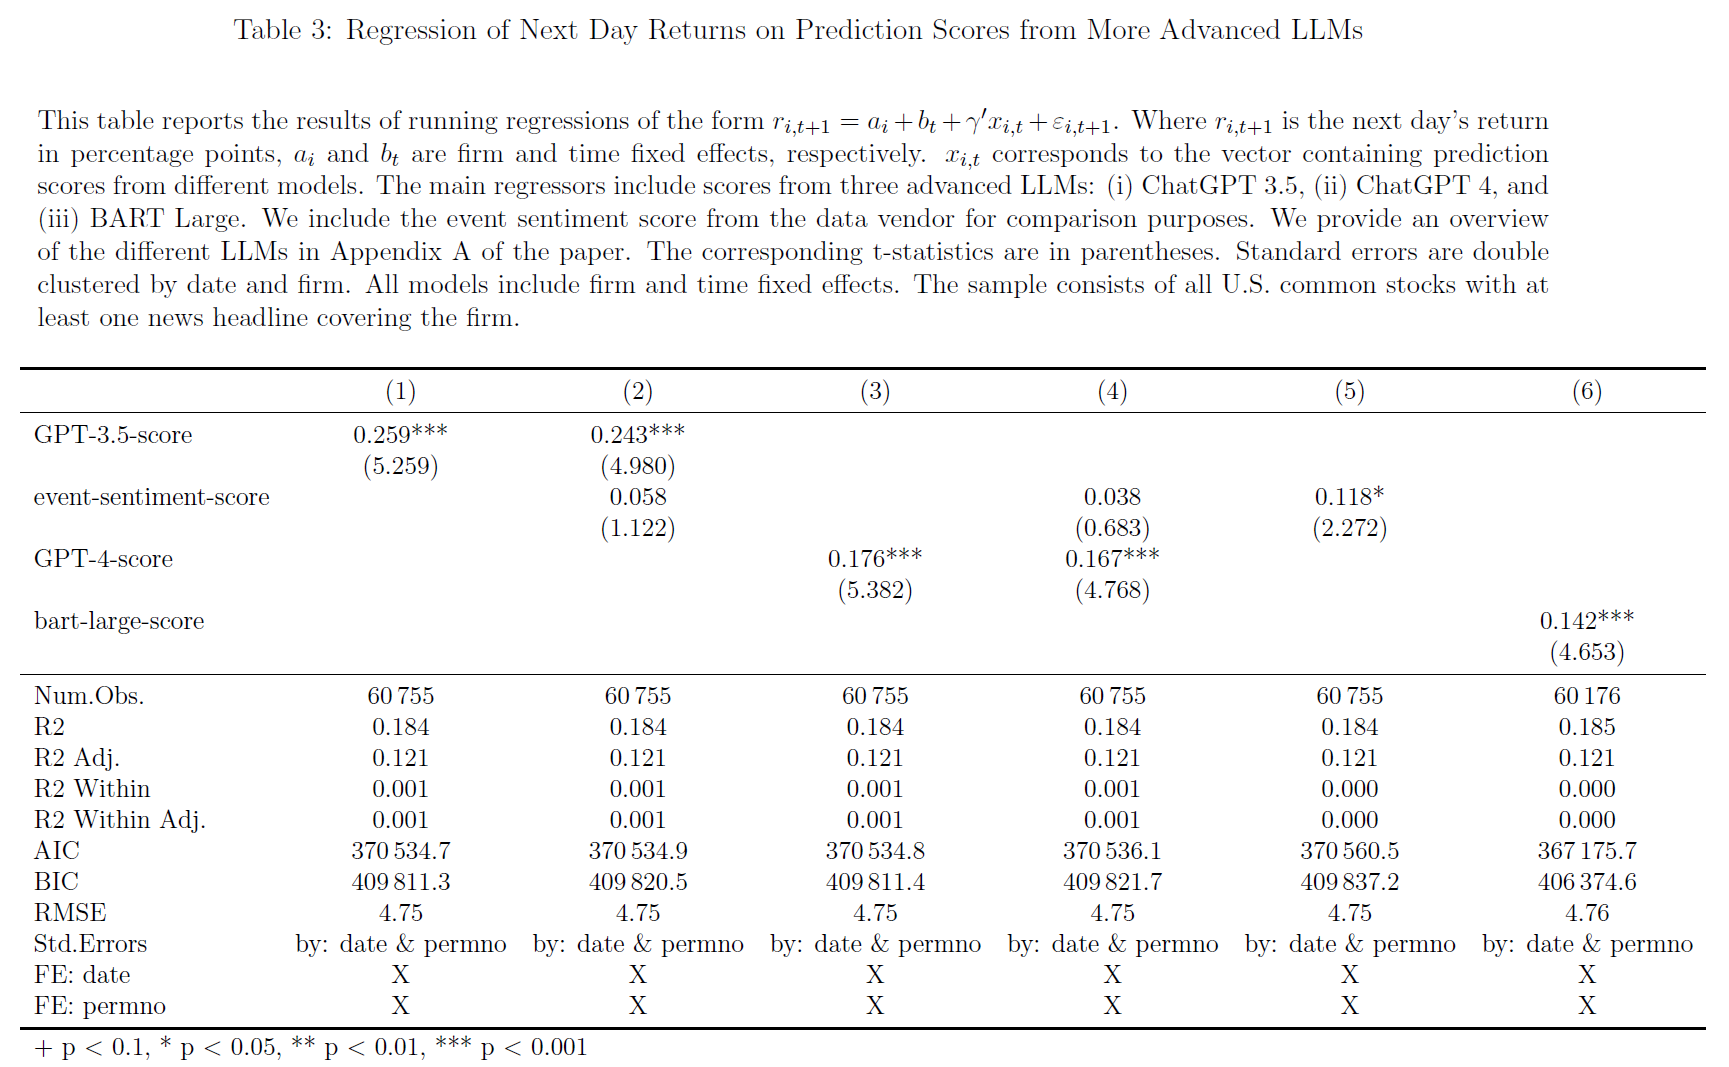 Table 3: Regression of Next Day Returns on Prediction Scores from More Advanced LLMs
This table reports the results of running regressions of the form r_{i,t+1} = a_i + b_t + γ′x_{i,t} + ε_{i,t+1}. Where r_{i,t+1} is the next day's return
in percentage points, a_i and b_t are firm and time fixed effects, respectively. x_{i,t} corresponds to the vector containing prediction
scores from different models. The main regressors include scores from three advanced LLMs: (i) ChatGPT 3.5, (ii) ChatGPT 4, and
(iii) BART Large. We include the event sentiment score from the data vendor for comparison purposes. We provide an overview
of the different LLMs in Appendix A of the paper. The corresponding t-statistics are in parentheses. Standard errors are double
clustered by date and firm. All models include firm and time fixed effects. The sample consists of all U.S. common stocks with at
least one news headline covering the firm.
(1) (2) (3) (4) (5) (6)
GPT-3.5-score 0.259*** 0.243***
(5.259) (4.980)
event-sentiment-score 0.058 0.038 0.118*
(1.122) (0.683) (2.272)
GPT-4-score 0.176*** 0.167***
(5.382) (4.768)
bart-large-score 0.142***
(4.653)
Num.Obs. 60 755 60 755 60 755 60 755 60 755 60 176
R2 0.184 0.184 0.184 0.184 0.184 0.185
R2 Adj. 0.121 0.121 0.121 0.121 0.121 0.121
R2 Within 0.001 0.001 0.001 0.001 0.000 0.000
R2 Within Adj. 0.001 0.001 0.001 0.001 0.000 0.000
AIC 370 534.7 370 534.9 370 534.8 370 536.1 370 560.5 367 175.7
BIC 409 811.3 409 820.5 409 811.4 409 821.7 409 837.2 406 374.6
RMSE 4.75 4.75 4.75 4.75 4.75 4.76
Std.Errors by: date & permno by: date & permno by: date & permno by: date & permno by: date & permno by: date & permno
FE: date X X X X X X
FE: permno X X X X X X
+ p < 0.1, * p < 0.05, ** p < 0.01, *** p < 0.001